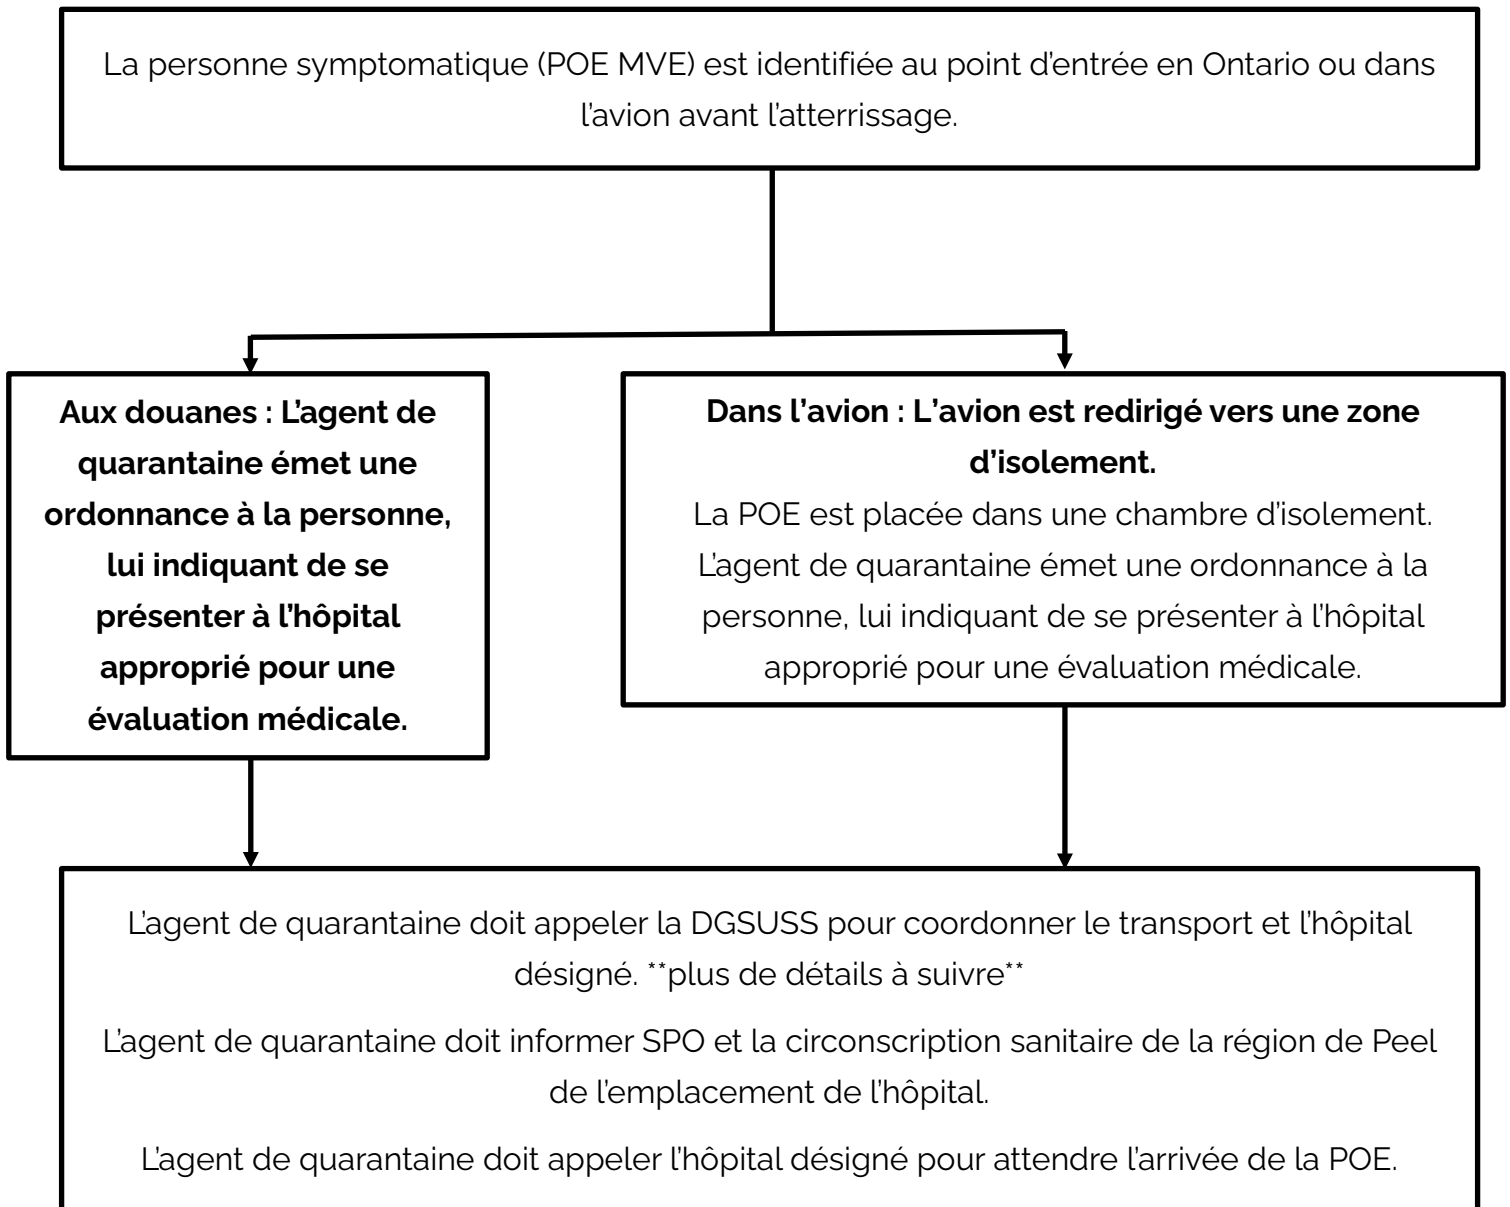 La personne symptomatique (POE MVE) est identifiée au point d’entrée en Ontario ou dans
l’avion avant l’atterrissage.
Aux douanes : L’agent de
quarantaine émet une
ordonnance à la personne,
lui indiquant de se
présenter à l’hôpital
approprié pour une
évaluation médicale.
Dans l’avion : L’avion est redirigé vers une zone
d’isolement.
La POE est placée dans une chambre d’isolement.
L’agent de quarantaine émet une ordonnance à la
personne, lui indiquant de se présenter à l’hôpital
approprié pour une évaluation médicale.
L’agent de quarantaine doit appeler la DGSUSS pour coordonner le transport et l’hôpital
désigné. **plus de détails à suivre**
L’agent de quarantaine doit informer SPO et la circonscription sanitaire de la région de Peel
de l’emplacement de l’hôpital.
L’agent de quarantaine doit appeler l’hôpital désigné pour attendre l’arrivée de la POE.